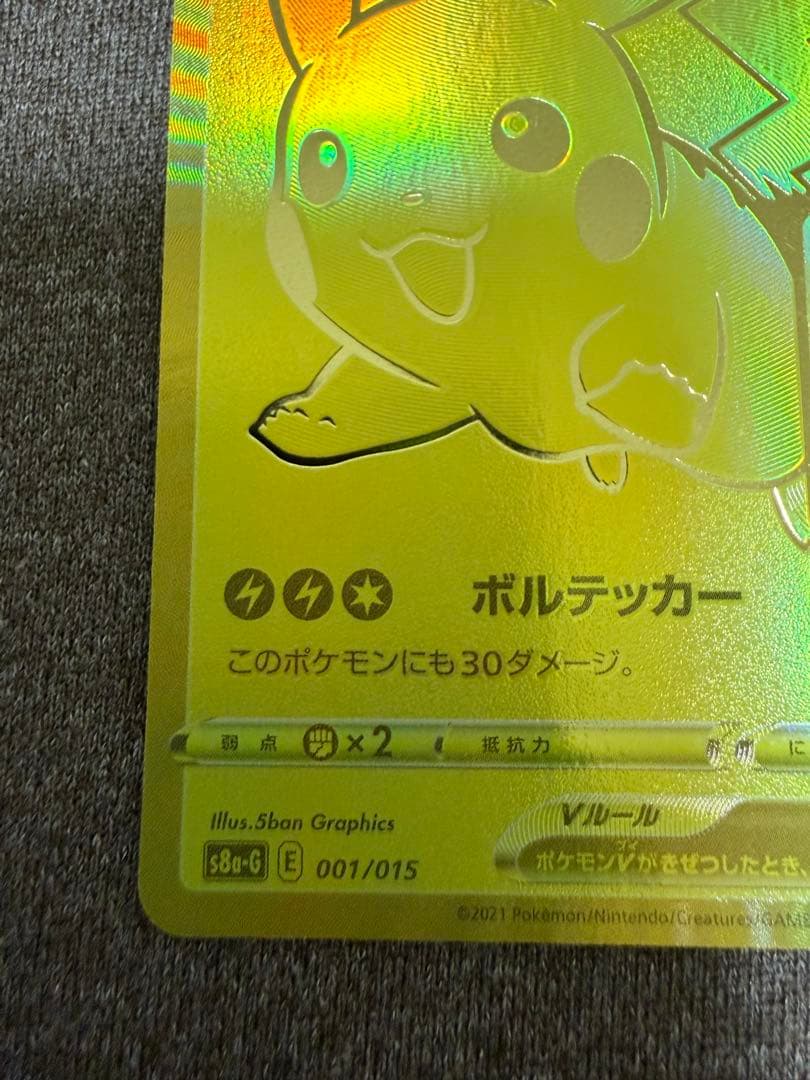 ボルテッカー
このポケモンにも30ダメージ。
弱点 ×2 抵抗力 に
Illus.5ban Graphics
Vルール
s8a-G E 001/015
ポケモンVがきぜつしたとき、
©2021 Pokémon/Nintendo/Creatures/GAM